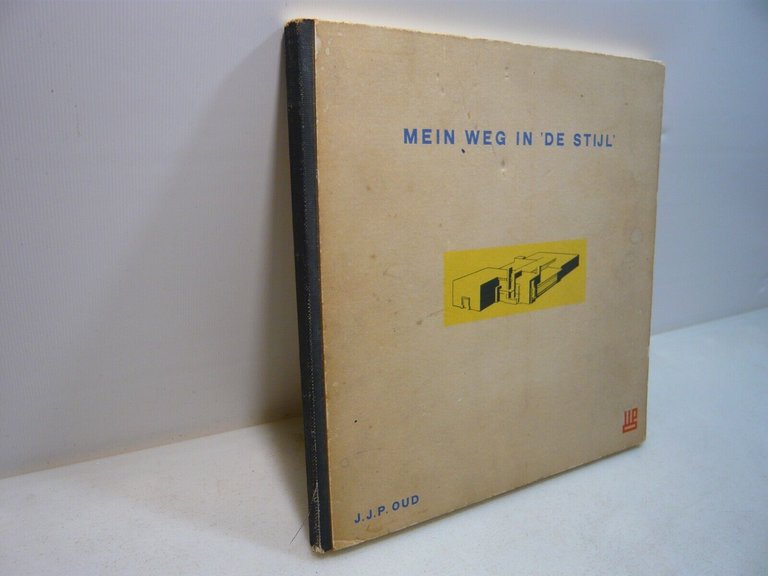 MEIN WEG IN 'DE STIJL'
J.J.P. OUD